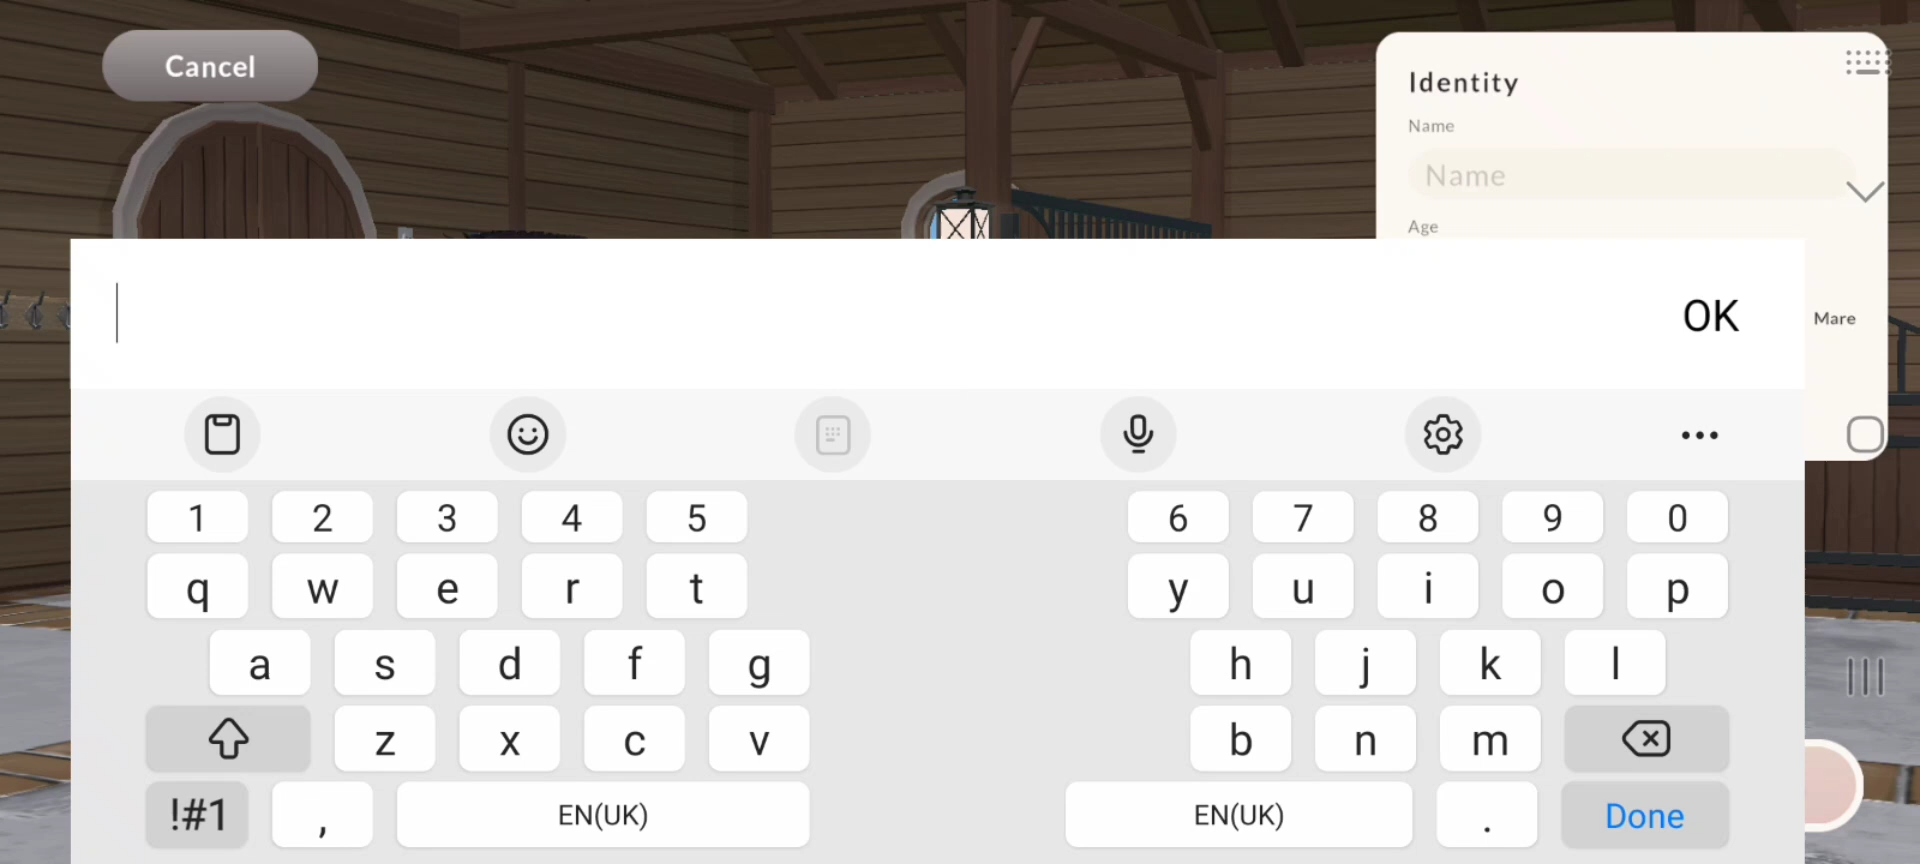 Cancel
Identity
Name
Name
Age
OK
Mare
1 2 3 4 5 6 7 8 9 0
q w e r t y u i o p
a s d f g h j k l
z x c v b n m
!#1 , EN(UK) EN(UK) . Done